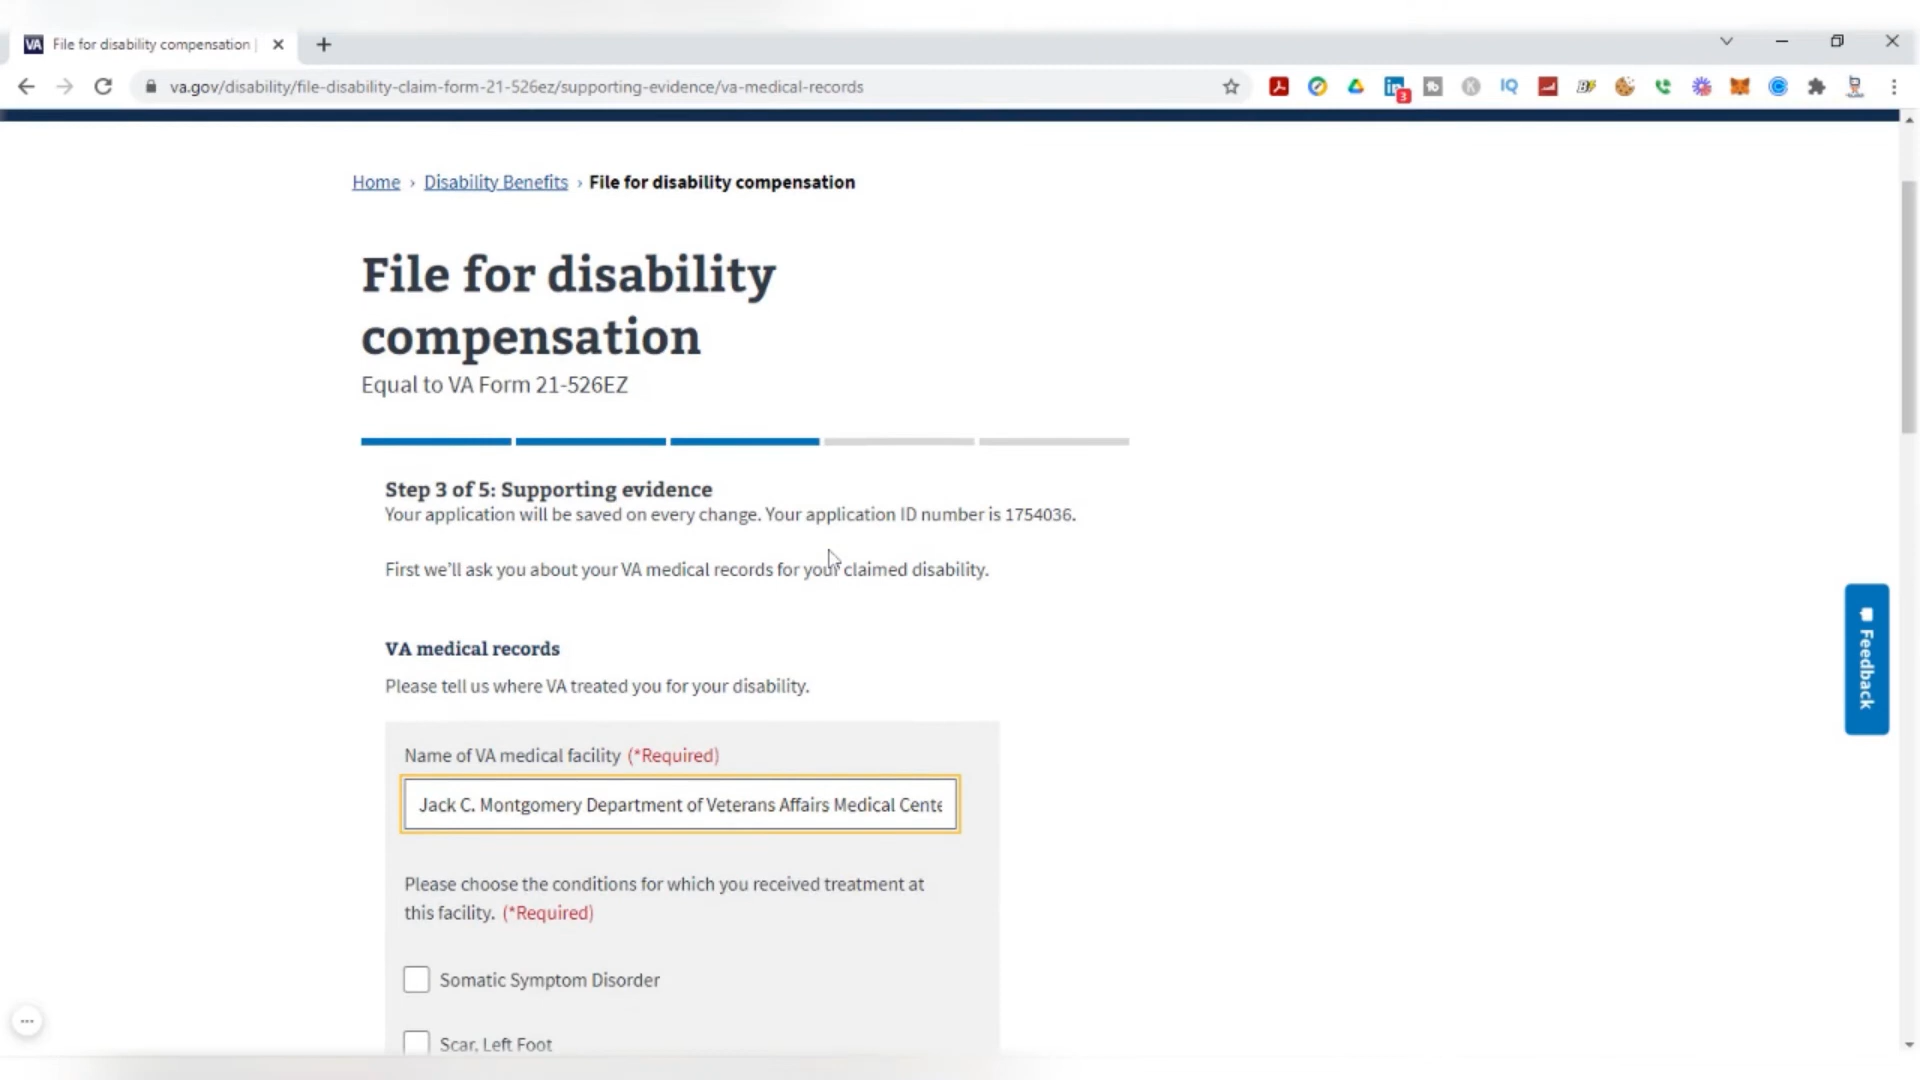 VA File for disability compensation |
va.gov/disability/file-disability-claim-form-21-526ez/supporting-evidence/va-medical-records
3
IQ
Home › Disability Benefits › File for disability compensation
File for disability
compensation
Equal to VA Form 21-526EZ
Step 3 of 5: Supporting evidence
Your application will be saved on every change. Your application ID number is 1754036.
First we'll ask you about your VA medical records for your claimed disability.
Feedback
VA medical records
Please tell us where VA treated you for your disability.
Name of VA medical facility (*Required)
Jack C. Montgomery Department of Veterans Affairs Medical Cente
Please choose the conditions for which you received treatment at
this facility. (*Required)
Somatic Symptom Disorder
Scar, Left Foot